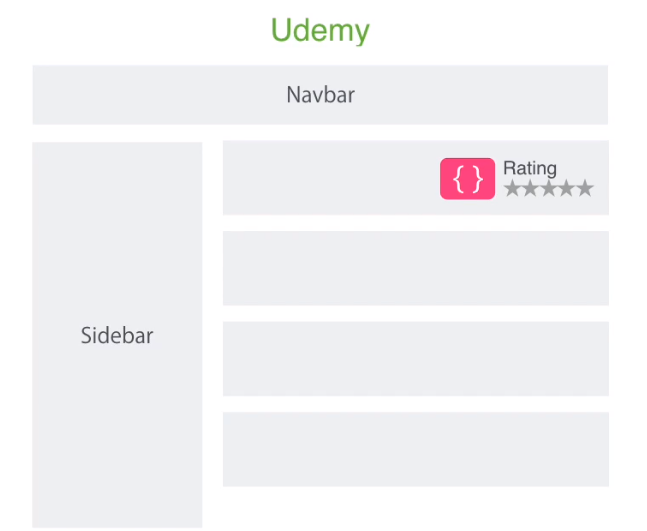 Udemy
Navbar
{ }
Rating
Sidebar